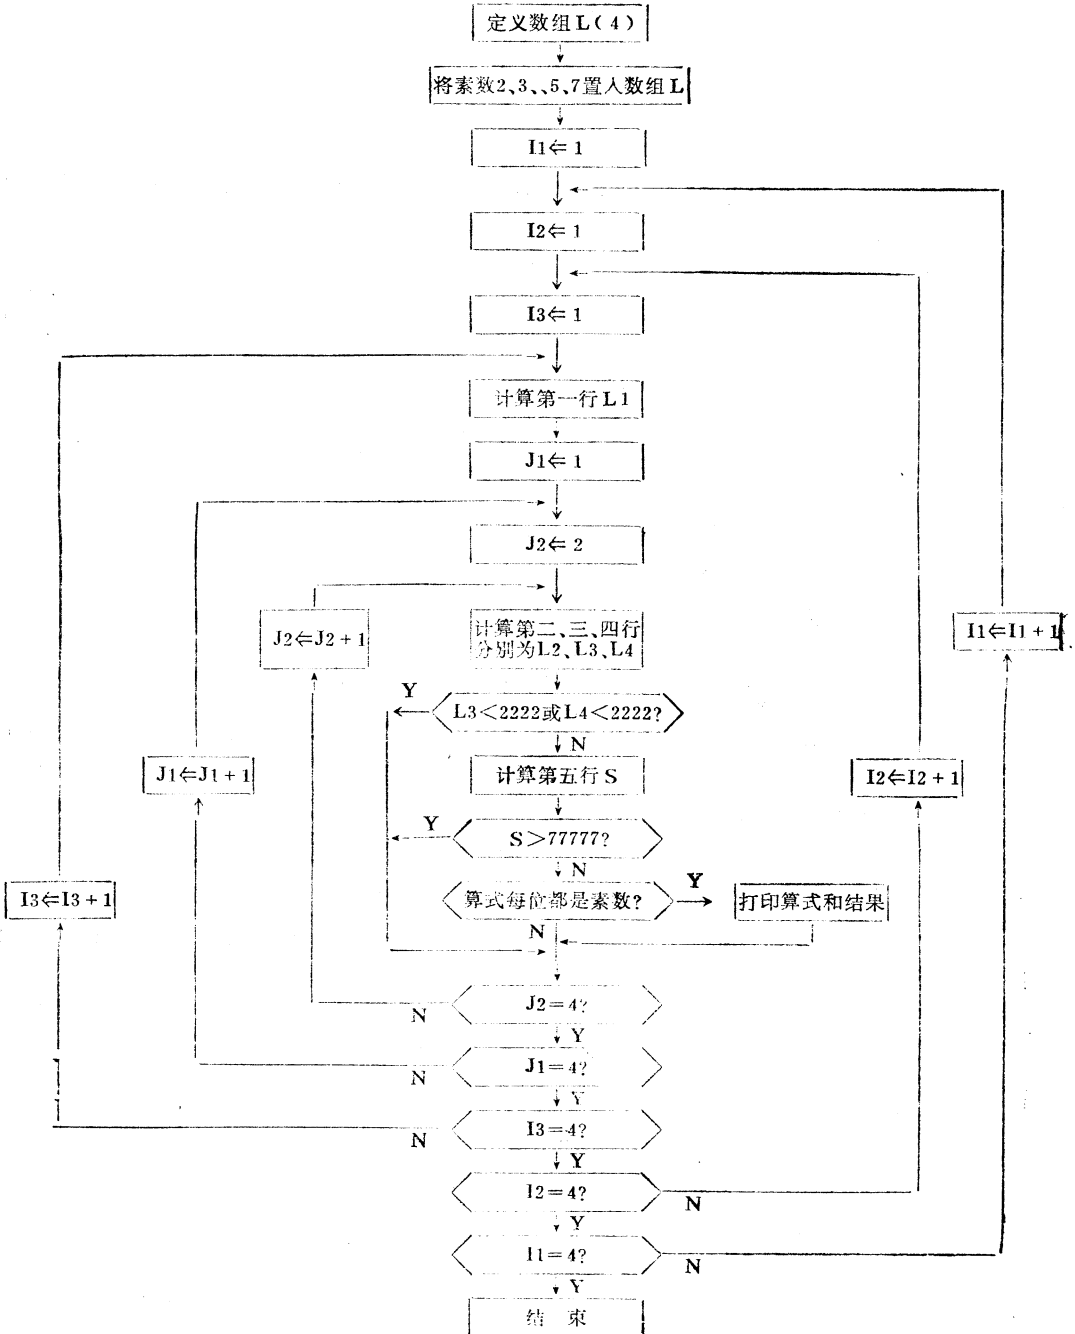 定义数组L(4)
将素数2、3、、5、7置入数组L
I1⇐1
I2⇐1
I3⇐1
计算第一行L1
J1⇐1
J2⇐2
J2⇐J2+1
计算第二、三、四行
分别为L2、L3、L4
I1⇐I1+1
Y
L3<2222或L4<2222?
N
J1⇐J1+1
计算第五行S
I2⇐I2+1
Y
S>77777?
N
I3⇐I3+1
算式每位都是素数?
Y
打印算式和结果
N
J2=4?
N
Y
J1=4?
N
Y
I3=4?
N
Y
I2=4?
N
Y
I1=4?
N
Y
结 束